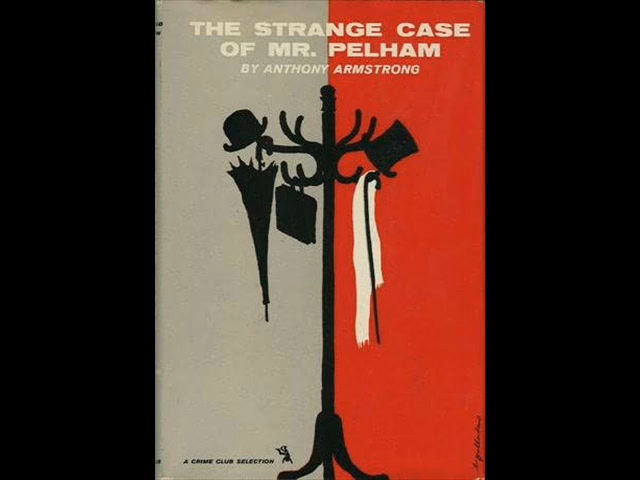 THE STRANGE CASE
OF MR. PELHAM
BY ANTHONY ARMSTRONG
A CRIME CLUB SELECTION